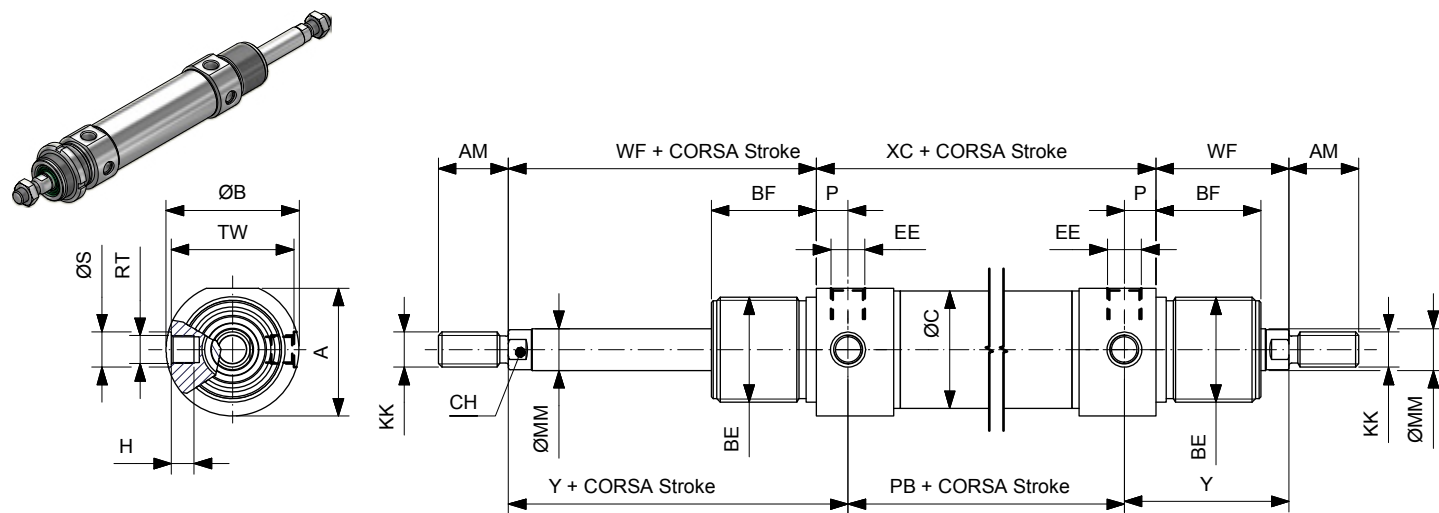 AM
WF + CORSA Stroke
XC + CORSA Stroke
WF
AM
ØB
BF
P
P
BF
TW
EE
EE
ØS
RT
A
ØC
KK
CH
ØMM
BE
BE
KK
ØMM
H
Y + CORSA Stroke
PB + CORSA Stroke
Y